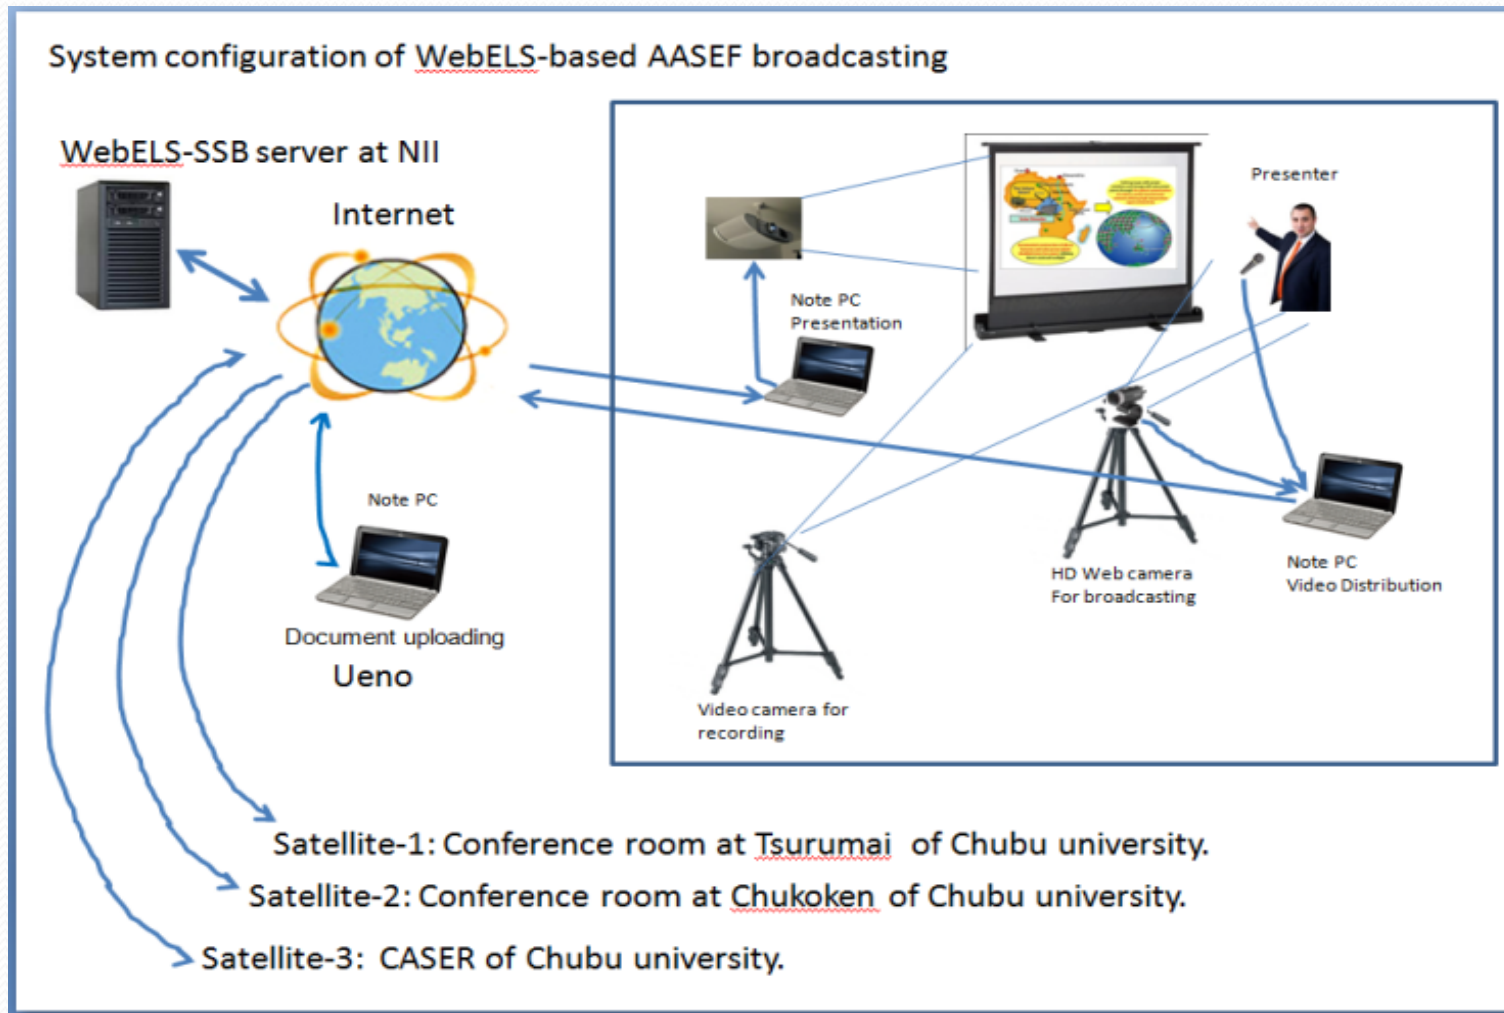 System configuration of WebELS-based AASEF broadcasting
WebELS-SSB server at NII
Internet
Presenter
Note PC
Presentation
Note PC
Document uploading
Ueno
HD Web camera
For broadcasting
Note PC
Video Distribution
Video camera for
recording
Satellite-1: Conference room at Tsurumai of Chubu university.
Satellite-2: Conference room at Chukoken of Chubu university.
Satellite-3: CASER of Chubu university.